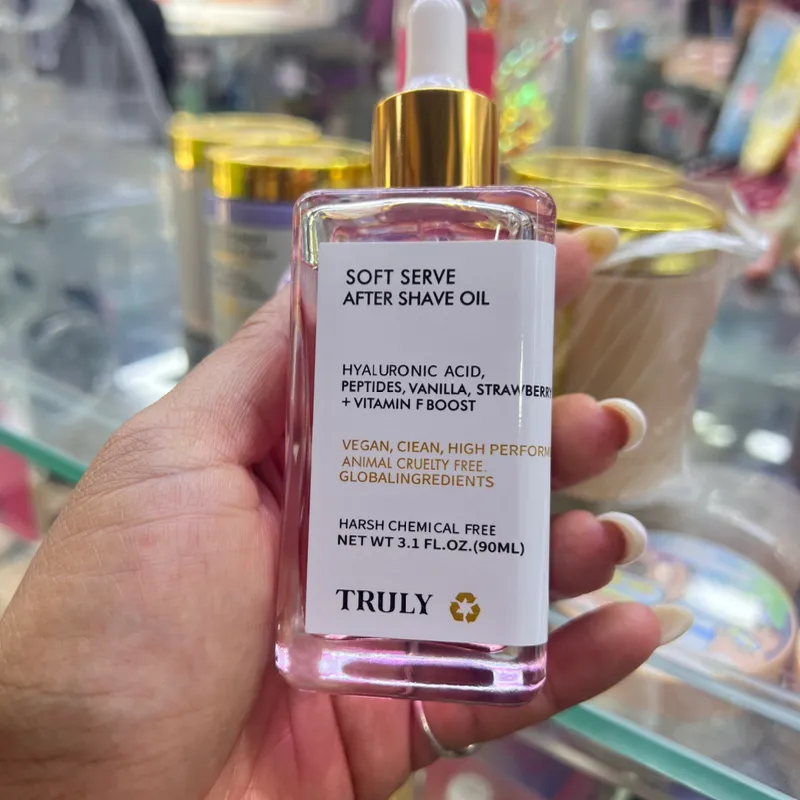 SOFT SERVE
AFTER SHAVE OIL
HYALURONIC ACID,
PEPTIDES, VANILLA, STRAWBERRY
+ VITAMIN F BOOST
VEGAN, CIEAN, HIGH PERFORM
ANIMAL CRUELTY FREE.
GLOBALINGREDIENTS
HARSH CHEMICAL FREE
NET WT 3.1 FL.OZ.(90ML)
TRULY